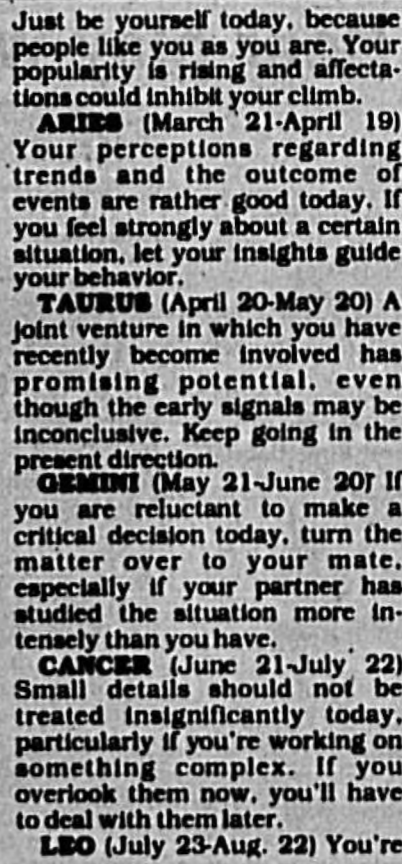 Just be yourself today, because
people like you as you are. Your
popularity is rising and affecta-
tions could inhibit your climb.
ARIES (March 21-April 19)
Your perceptions regarding
trends and the outcome of
events are rather good today. If
you feel strongly about a certain
situation, let your insights guide
your behavior.
TAURUS (April 20-May 20) A
joint venture in which you have
recently become involved has
promising potential, even
though the early signals may be
inconclusive. Keep going in the
present direction.
GEMINI (May 21-June 20) If
you are reluctant to make a
critical decision today, turn the
matter over to your mate,
especially if your partner has
studied the situation more in-
tensely than you have.
CANCER (June 21-July 22)
Small details should not be
treated insignificantly today,
particularly if you're working on
something complex. If you
overlook them now, you'll have
to deal with them later.
LEO (July 23-Aug. 22) You're